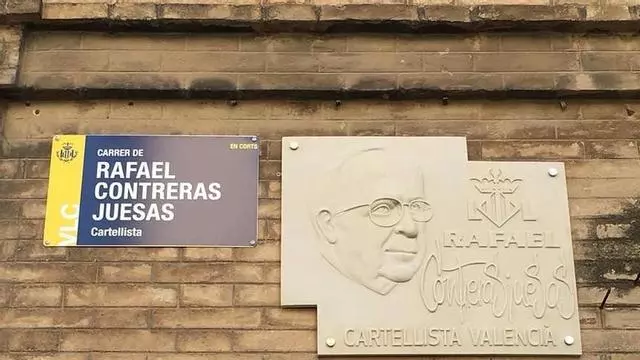 EN CORTS
CARRER DE
RAFAEL
CONTRERAS
JUESAS
Cartellista
VLC
RAFAEL
Contreras juesas
CARTELLISTA VALENCIÀ